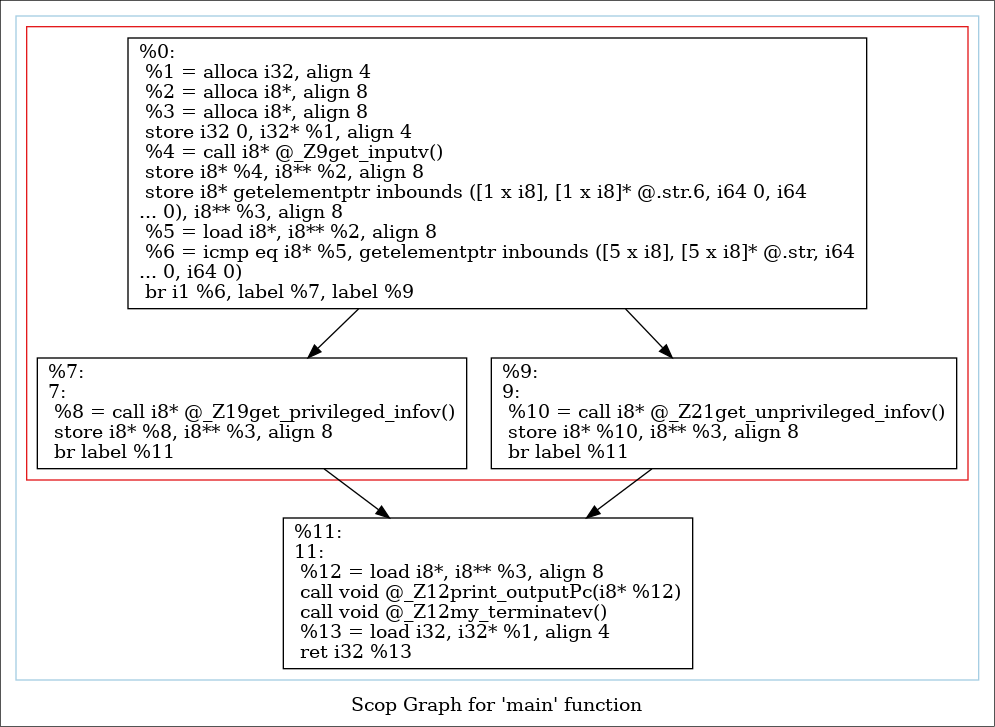 %0:
%1 = alloca i32, align 4
%2 = alloca i8*, align 8
%3 = alloca i8*, align 8
store i32 0, i32* %1, align 4
%4 = call i8* @_Z9get_inputv()
store i8* %4, i8** %2, align 8
store i8* getelementptr inbounds ([1 x i8], [1 x i8]* @.str.6, i64 0, i64
... 0), i8** %3, align 8
%5 = load i8*, i8** %2, align 8
%6 = icmp eq i8* %5, getelementptr inbounds ([5 x i8], [5 x i8]* @.str, i64
... 0, i64 0)
br i1 %6, label %7, label %9
%7:
7:
%8 = call i8* @_Z19get_privileged_infov()
store i8* %8, i8** %3, align 8
br label %11
%9:
9:
%10 = call i8* @_Z21get_unprivileged_infov()
store i8* %10, i8** %3, align 8
br label %11
%11:
11:
%12 = load i8*, i8** %3, align 8
call void @_Z12print_outputPc(i8* %12)
call void @_Z12my_terminatev()
%13 = load i32, i32* %1, align 4
ret i32 %13
Scop Graph for 'main' function